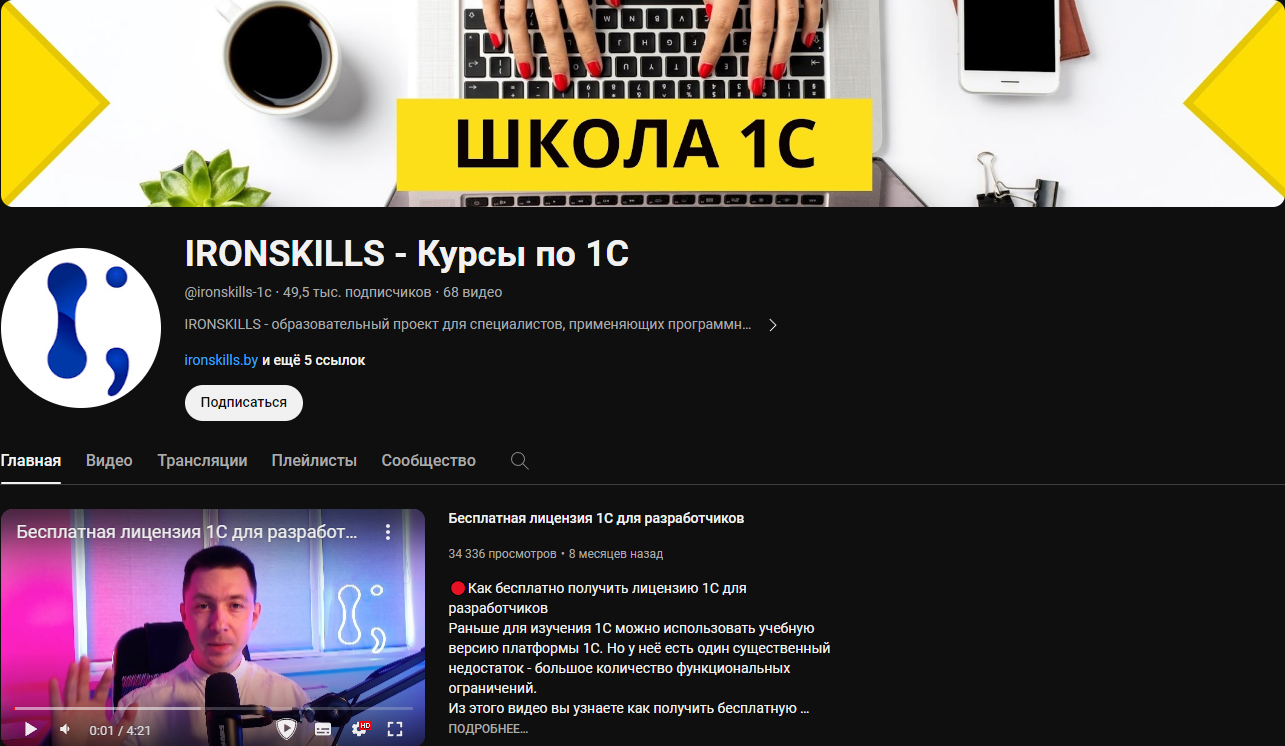 ШКОЛА 1С
IRONSKILLS - Курсы по 1С
@ironskills-1c · 49,5 тыс. подписчиков · 68 видео
IRONSKILLS - образовательный проект для специалистов, применяющих программн...
ironskills.by и ещё 5 ссылок
Подписаться
Главная Видео Трансляции Плейлисты Сообщество
Бесплатная лицензия 1С для разработ...
0:01 / 4:21
HD
Бесплатная лицензия 1С для разработчиков
34 336 просмотров • 8 месяцев назад
🔴Как бесплатно получить лицензию 1С для
разработчиков
Раньше для изучения 1С можно использовать учебную
версию платформы 1С. Но у неё есть один существенный
недостаток - большое количество функциональных
ограничений.
Из этого видео вы узнаете как получить бесплатную ...
ПОДРОБНЕЕ...